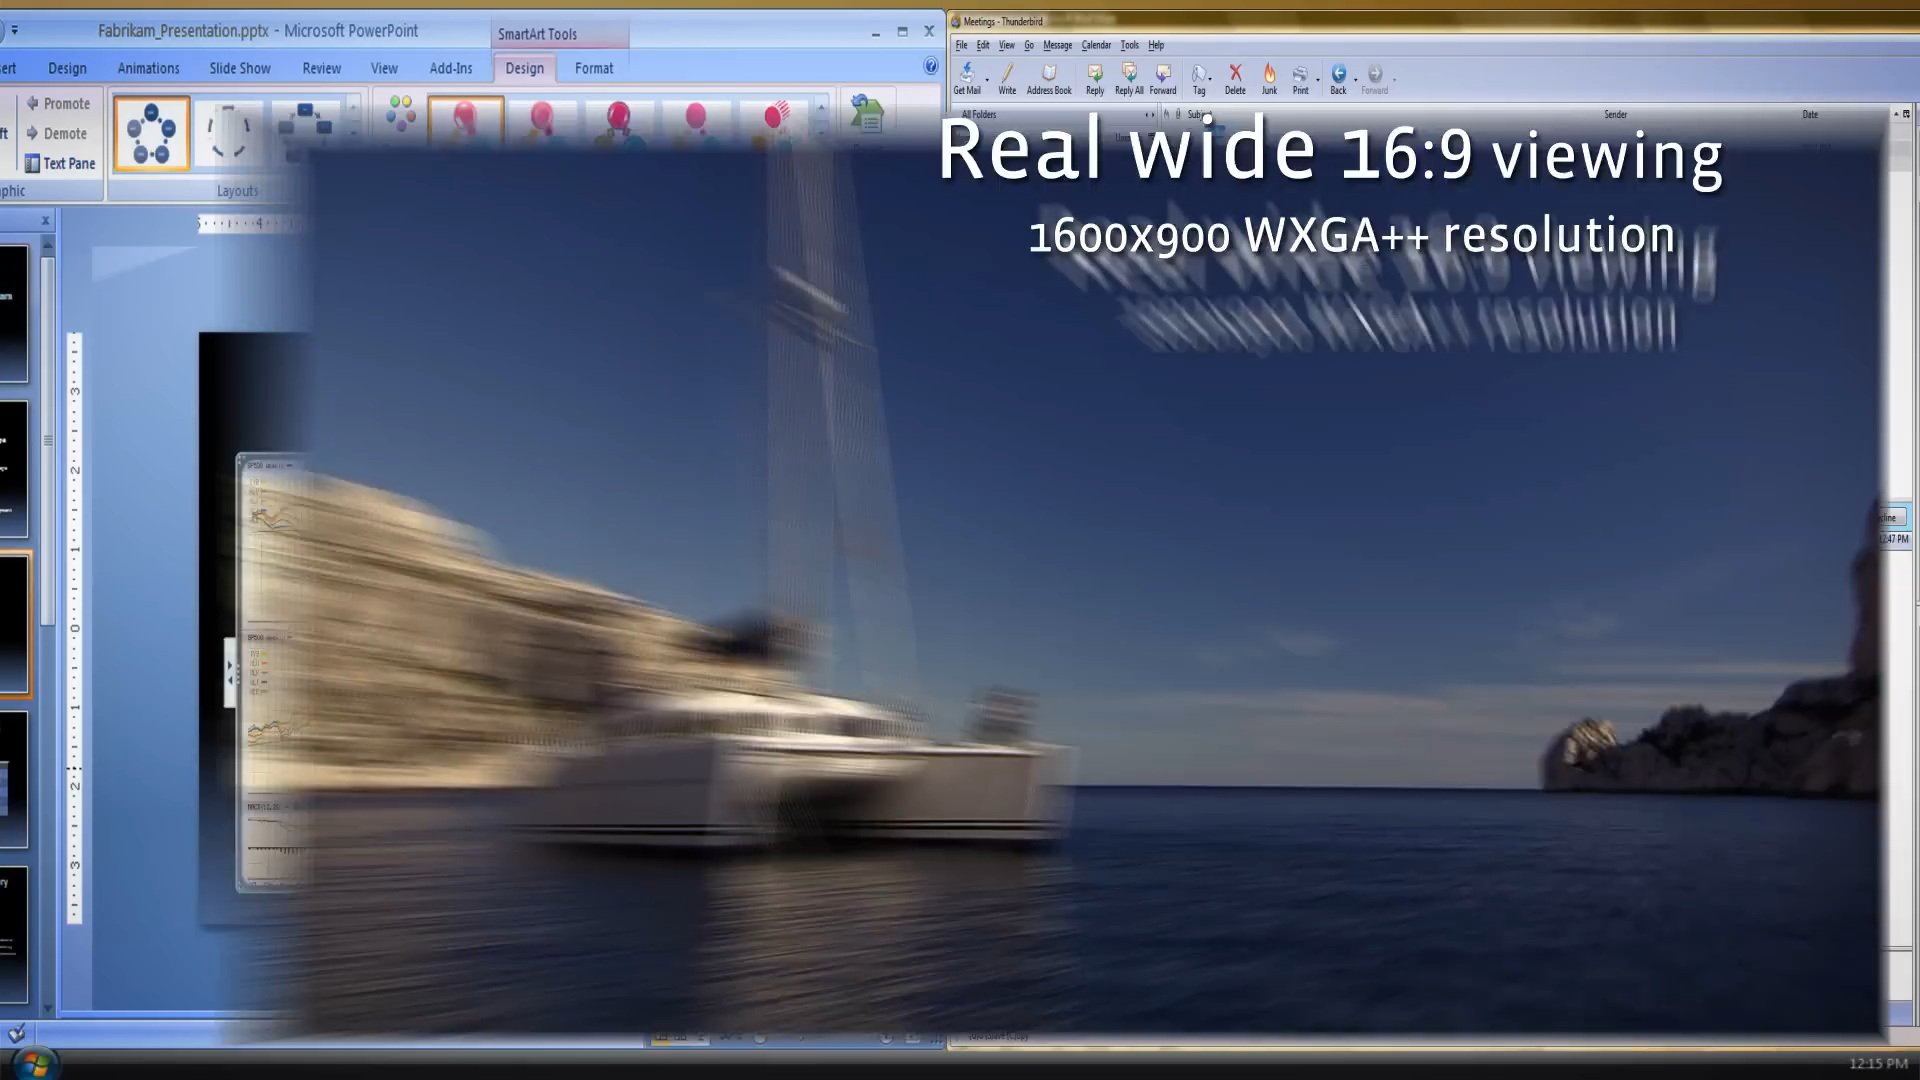 Fabrikam_Presentation.pptx - Microsoft PowerPoint
SmartArt Tools
Design
Animations
Slide Show
Review
View
Add-Ins
Design
Format
Promote
Demote
Text Pane
Layouts
Meetings - Thunderbird
File Edit View Go Message Calendar Tools Help
Get Mail
Write
Address Book
Reply
Reply All
Forward
Tag
Delete
Junk
Print
Back
Forward
All Folders
Sender
Date
Real wide 16:9 viewing
1600x900 WXGA++ resolution
12:47 PM
12:15 PM